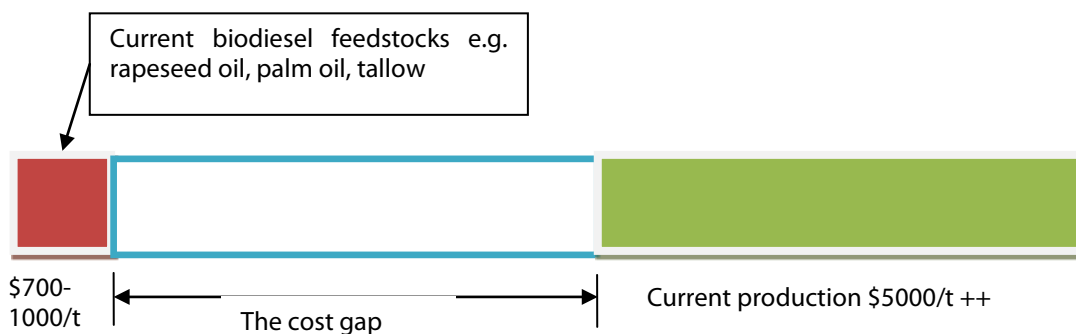 Current biodiesel feedstocks e.g.
rapeseed oil, palm oil, tallow
$700-
1000/t
The cost gap
Current production $5000/t ++